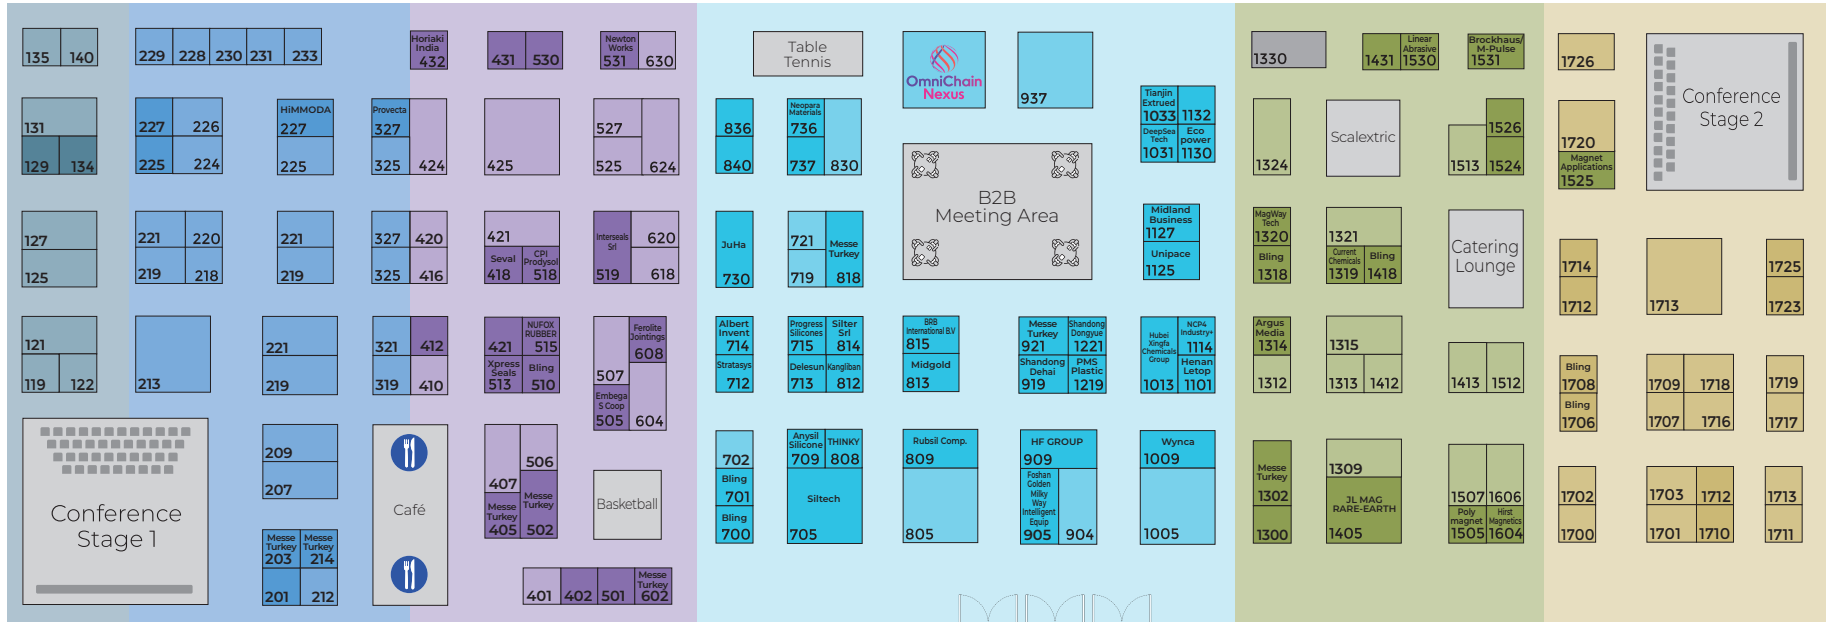 135 140
229 228 230 231 233
Horiaki
India
432
431 530
Newton
Works
531 630
Table
Tennis
OmniChain
Nexus
937
1330
Linear
Abrasive
1431 1530
Brockhaus/
M-Pulse
1531
1726
Conference
Stage 2
131
129 134
227 226
225 224
HiMMODA
227
225
Provecta
327
325 424
425
527
525 624
836
840
Neopara
Materials
736
737 830
Tianjin
Extrued
1033 1132
DeepSea
Tech
1031
Eco
power
1130
B2B
Meeting Area
1324
Scalextric
1526
1513 1524
1720
Magnet
Applications
1525
127
125
221 220
219 218
221
219
327 420
325 416
421
Seval
418
CPI
Prodysol
518
Interseals
Srl
519
620
618
JuHa
730
721
719
Messe
Turkey
818
Midland
Business
1127
Unipace
1125
MagWay
Tech
1320
Bling
1318
1321
Current
Chemicals
1319
Bling
1418
Catering
Lounge
1714
1712
1713
1725
1723
121
119 122
213
221
219
321 412
319 410
421
NUFOX
RUBBER
515
Xpress
Seals
513
Bling
510
507
Ferolite
Jointings
608
Embega
S Coop
505
604
Albert
Invent
714
Stratasys
712
Progress
Silicones
715
Silter
Srl
814
Delesun
713
Kangliban
812
BRB
International B.V
815
Midgold
813
Messe
Turkey
921
Shandong
Dongyue
1221
Shandong
Dehai
919
PMS
Plastic
1219
Hubei
Xingfa
Chemicals
Group
1013
NCP4
Industry+
1114
Henan
Letop
1101
Argus
Media
1314
1312
1315
1313 1412
1413 1512
Bling
1708
Bling
1706
1709 1718
1707 1716
1719
1717
Conference
Stage 1
209
207
Café
407
506
Messe
Turkey
405
Messe
Turkey
502
Basketball
702
Bling
701
Bling
700
Anysil
Silicone
709
THINKY
808
Siltech
705
Rubsil Comp.
809
805
HF GROUP
909
Foshan
Golden
Milky
Way
Intelligent
Equip
905
904
Wynca
1009
1005
Messe
Turkey
1302
1300
1309
JL MAG
RARE-EARTH
1405
1507 1606
Poly
magnet
1505
Hirst
Magnetics
1604
1702
1700
1703 1712
1701 1710
1713
1711
Messe
Turkey
203
Messe
Turkey
214
201 212
401 402 501
Messe
Turkey
602